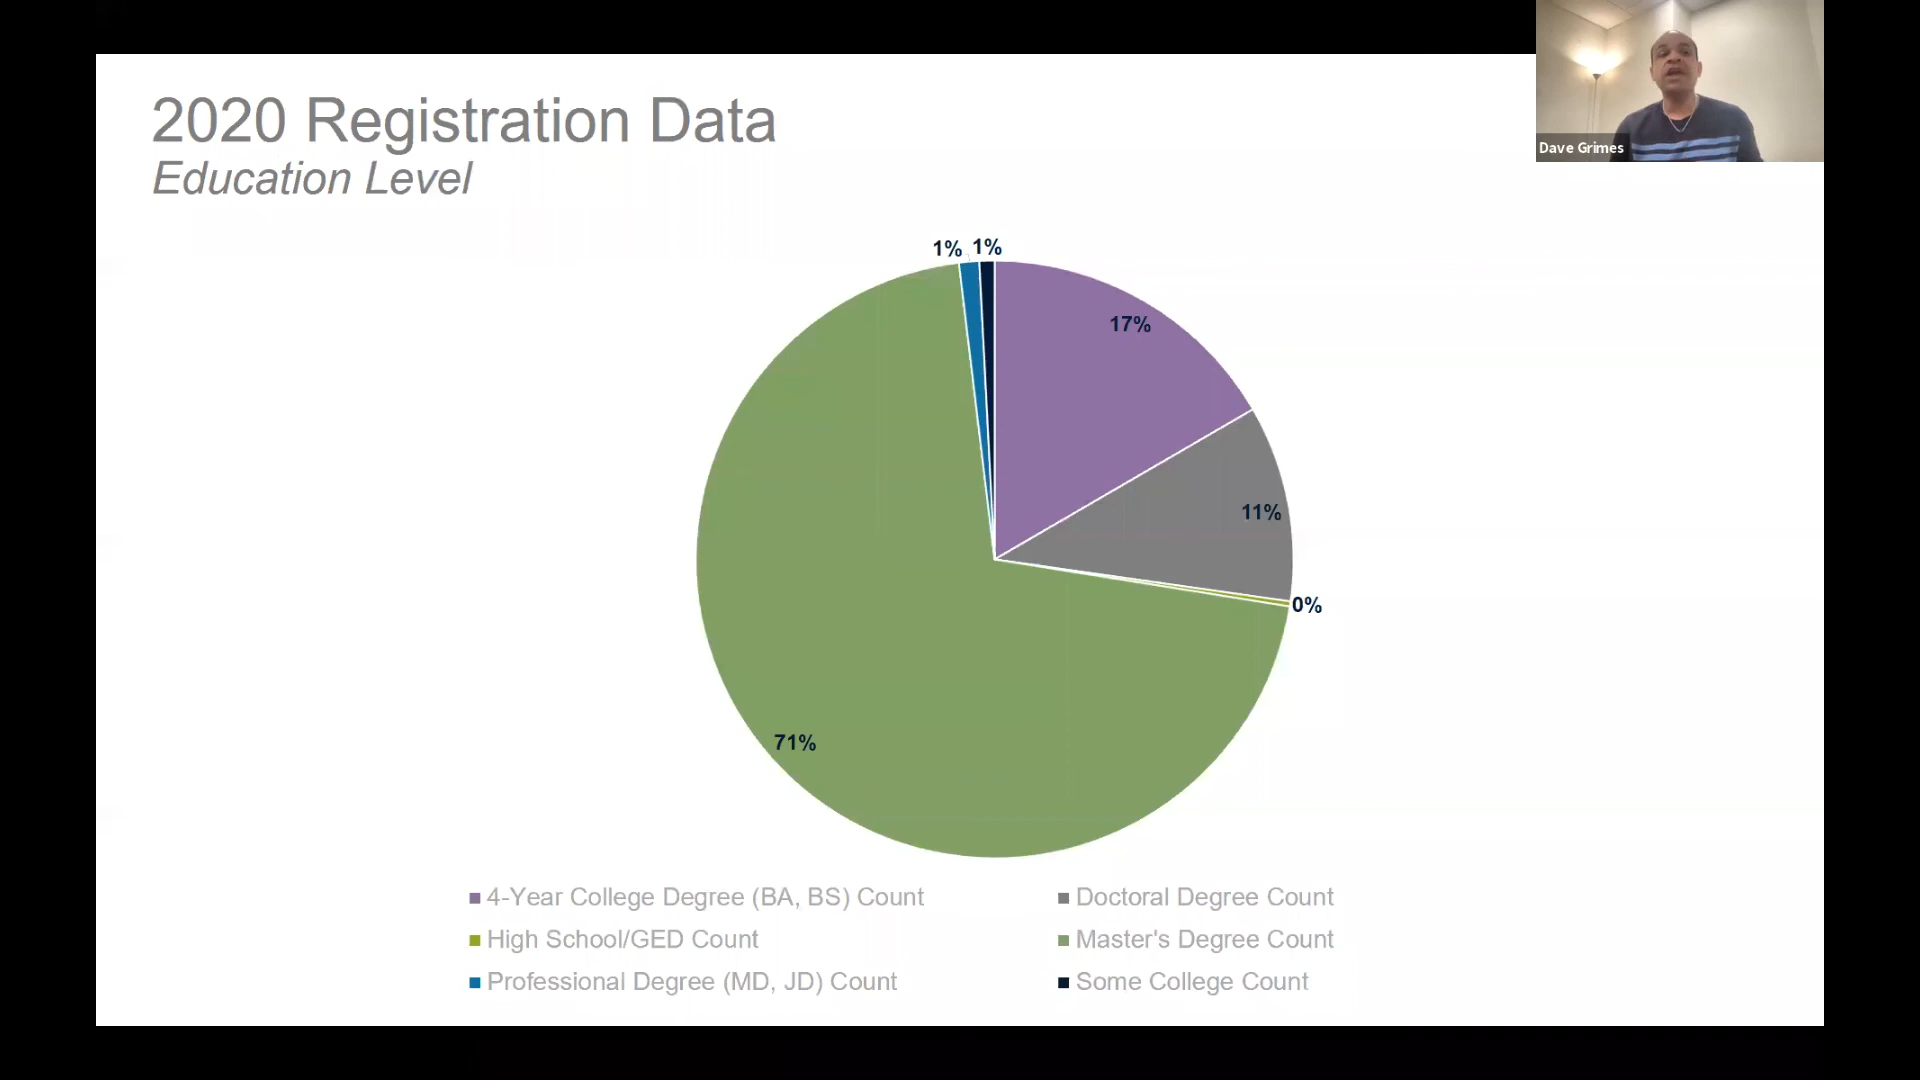 2020 Registration Data
Education Level
Dave Grimes
1% 1%
17%
11%
0%
71%
4-Year College Degree (BA, BS) Count
Doctoral Degree Count
High School/GED Count
Master's Degree Count
Professional Degree (MD, JD) Count
Some College Count